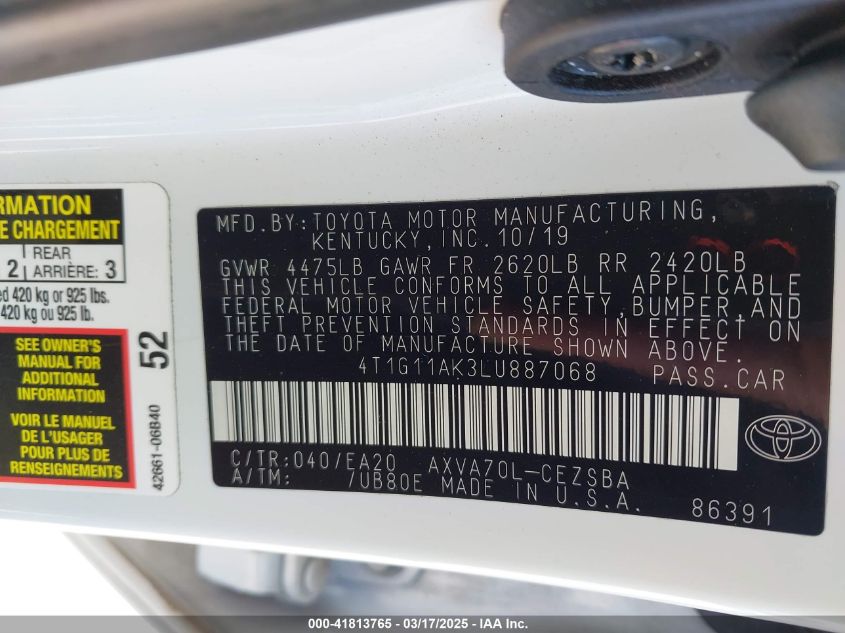 RMATION
E CHARGEMENT
REAR
2 ARRIÈRE: 3
ed 420 kg or 925 lbs.
420 kg ou 925 lb.
SEE OWNER'S
MANUAL FOR
ADDITIONAL
INFORMATION
VOIR LE MANUEL
DE L'USAGER
POUR PLUS DE
RENSEIGNEMENTS
52
42661-06B40
MFD.BY:TOYOTA MOTOR MANUFACTURING,
KENTUCKY,INC.10/19
GVWR 4475LB GAWR FR 2620LB RR 2420LB
THIS VEHICLE CONFORMS TO ALL APPLICABLE
FEDERAL MOTOR VEHICLE SAFETY,BUMPER,AND
THEFT PREVENTION STANDARDS IN EFFECT ON
THE DATE OF MANUFACTURE SHOWN ABOVE.
4T1G11AK3LU887068 PASS.CAR
C/TR:040/EA20 AXVA70L-CEZSBA
A/TM: 7UB80E MADE IN U.S.A.
86391
000-41813765 - 03/17/2025 - IAA Inc.